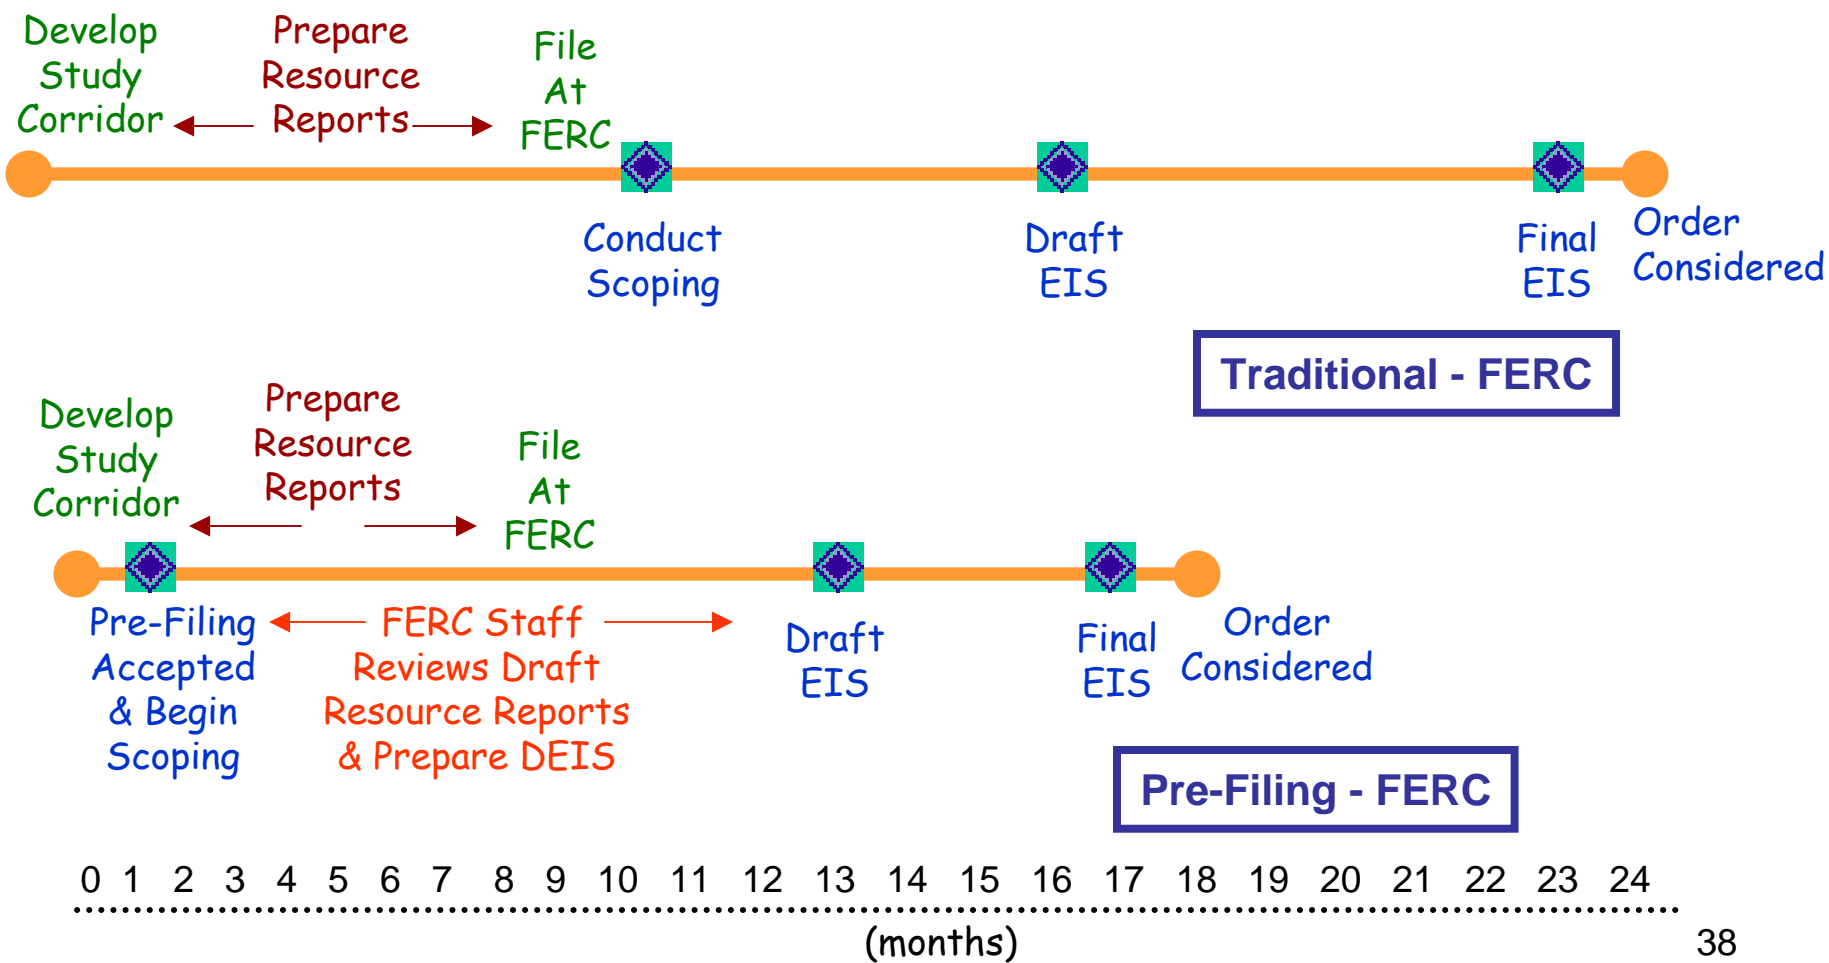 Develop
Study
Corridor
Prepare
Resource
Reports
File
At
FERC
Conduct
Scoping
Draft
EIS
Final
EIS
Order
Considered
Traditional - FERC
Develop
Study
Corridor
Prepare
Resource
Reports
File
At
FERC
Pre-Filing
Accepted
& Begin
Scoping
FERC Staff
Reviews Draft
Resource Reports
& Prepare DEIS
Draft
EIS
Final
EIS
Order
Considered
Pre-Filing - FERC
0 1 2 3 4 5 6 7 8 9 10 11 12 13 14 15 16 17 18 19 20 21 22 23 24
(months)
38